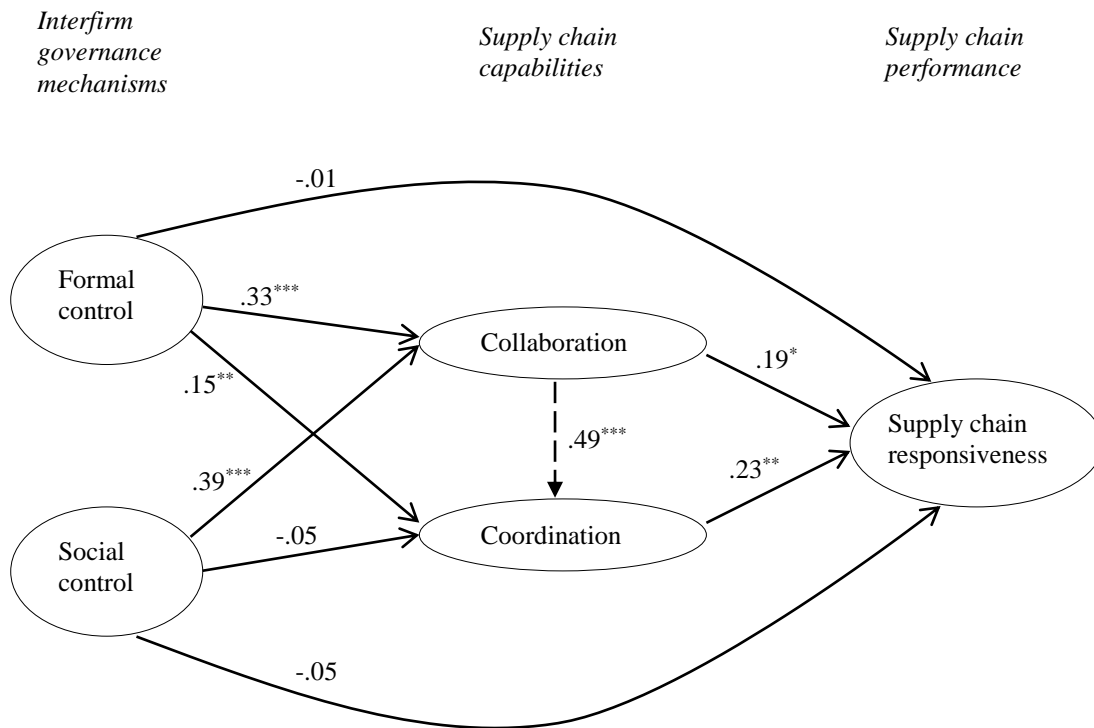 Interfirm
governance
mechanisms
Supply chain
capabilities
Supply chain
performance
-.01
Formal
control
.33***
Collaboration
.19*
.15**
.49***
Supply chain
responsiveness
.39***
.23**
-.05
Coordination
Social
control
-.05